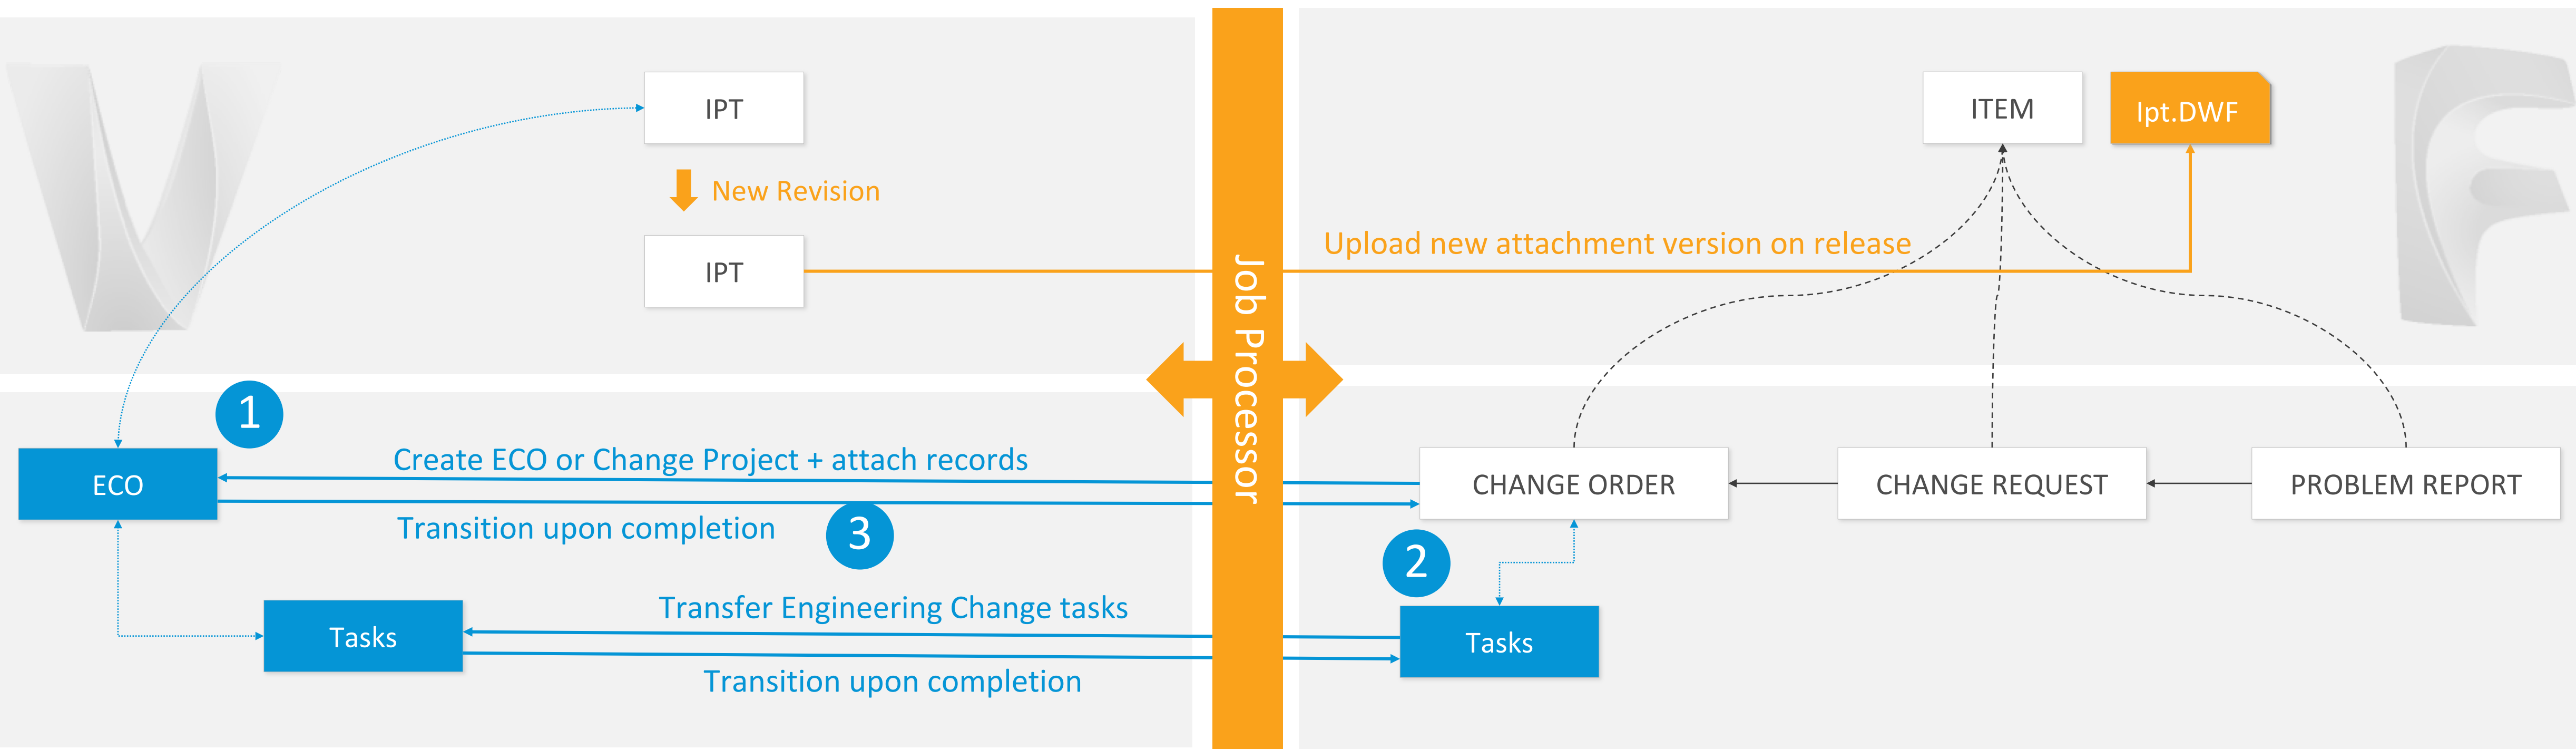 IPT
New Revision
IPT
Job Processor
ITEM
Ipt.DWF
Upload new attachment version on release
1
ECO
Create ECO or Change Project + attach records
Transition upon completion
3
Tasks
Transfer Engineering Change tasks
Transition upon completion
CHANGE ORDER
CHANGE REQUEST
PROBLEM REPORT
2
Tasks